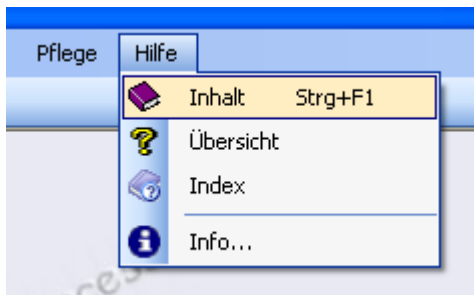 Pflege Hilfe
Inhalt Strg+F1
Übersicht
Index
Info...